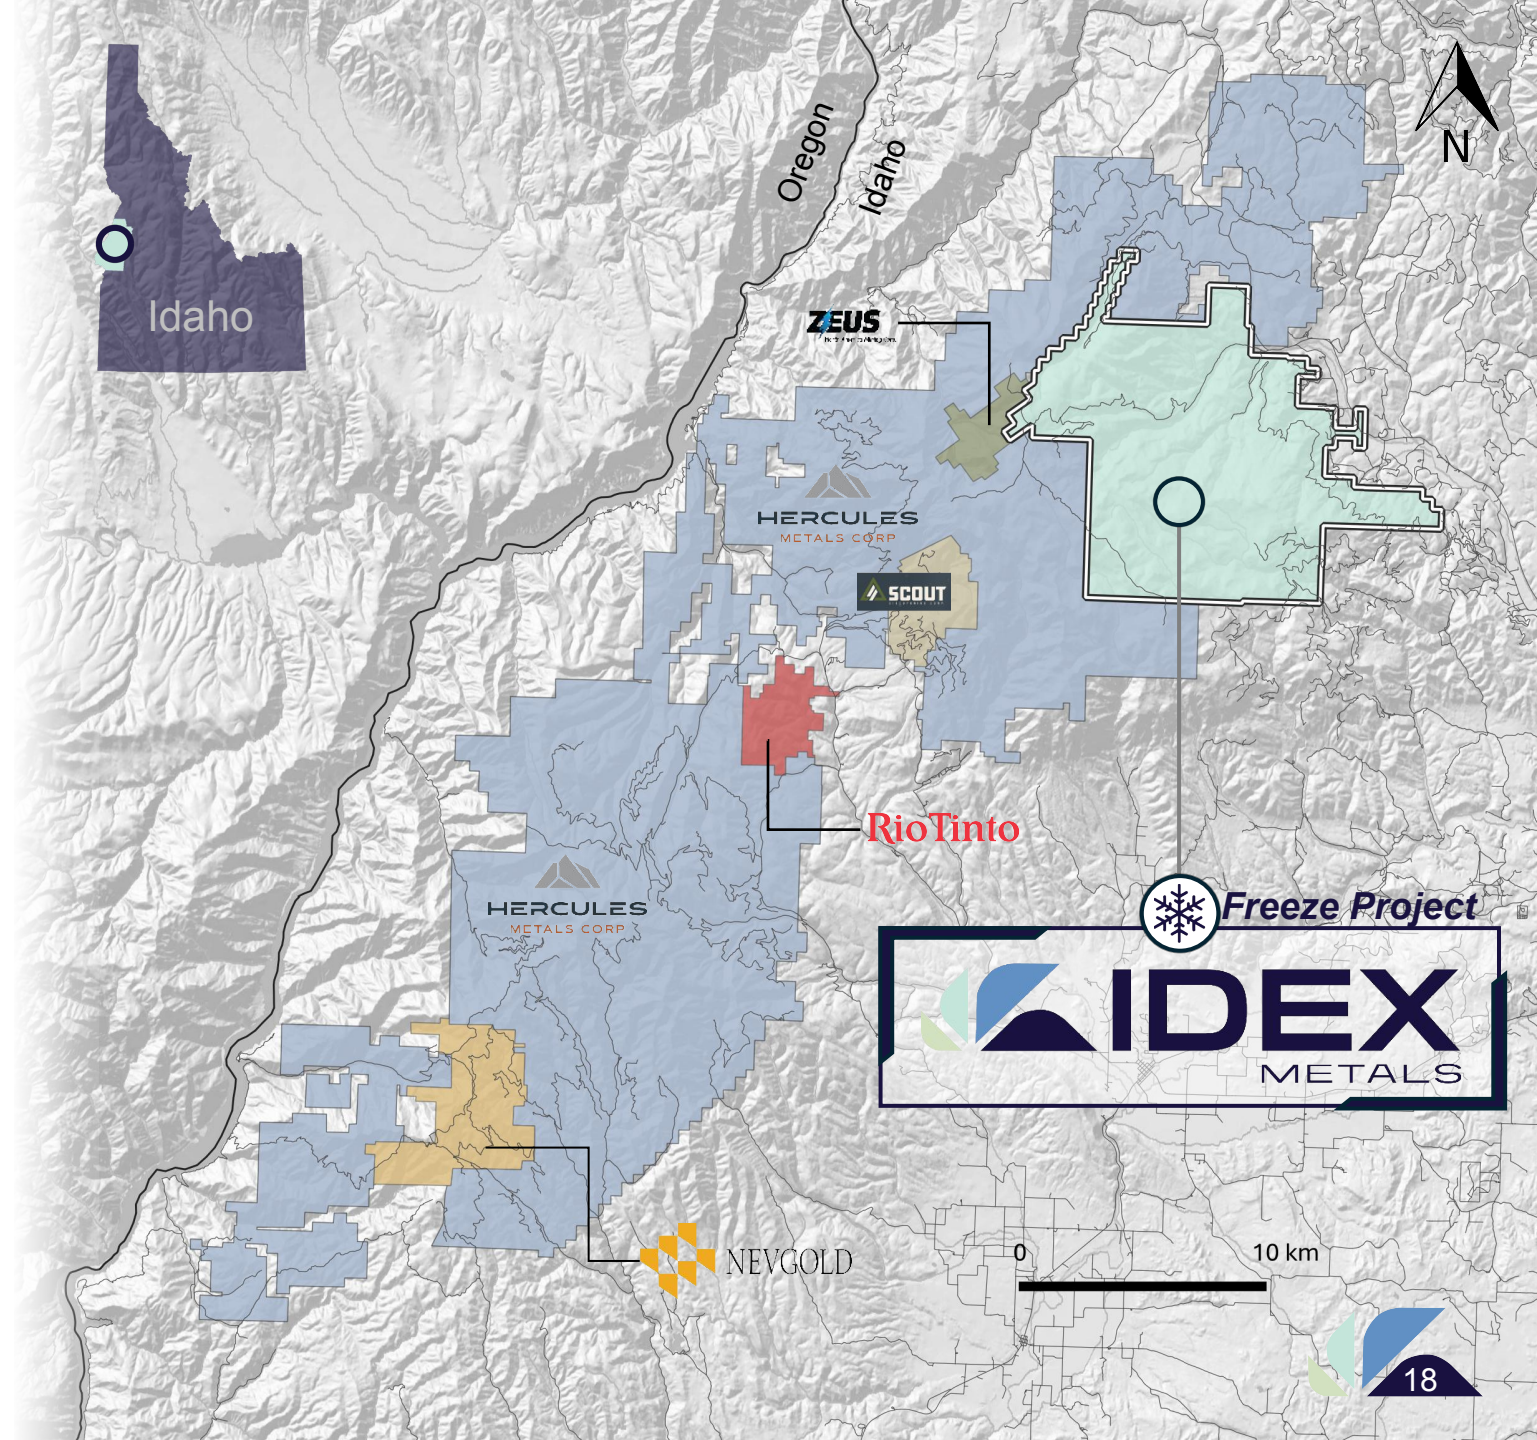 Oregon
Idaho
N
Idaho
ZEUS
HERCULES
METALS CORP
SCOUT
RioTinto
HERCULES
METALS CORP
Freeze Project
IDEX
METALS
NEVGOLD
0
10 km
18